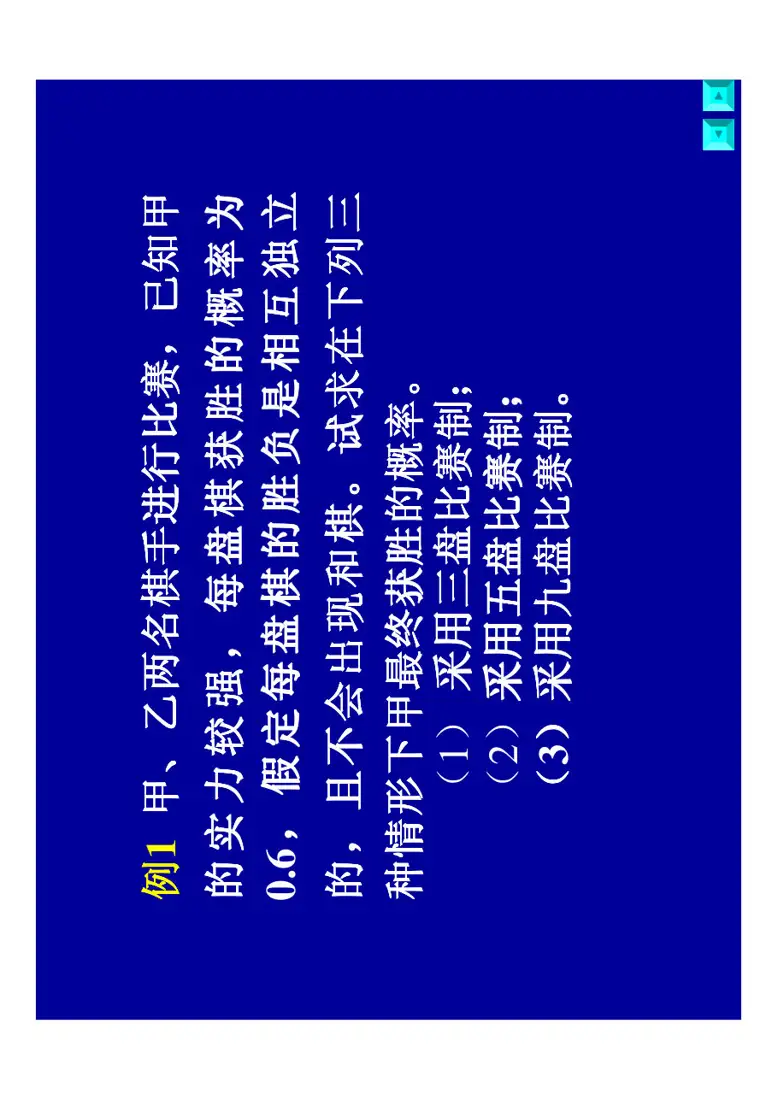 例1 甲、乙两名棋手进行比赛，已知甲
的实力较强，每盘棋获胜的概率为
0.6，假定每盘棋的胜负是相互独立
的，且不会出现和棋。试求在下列三
种情形下甲最终获胜的概率。
（1） 采用三盘比赛制；
（2）采用五盘比赛制；
（3）采用九盘比赛制。